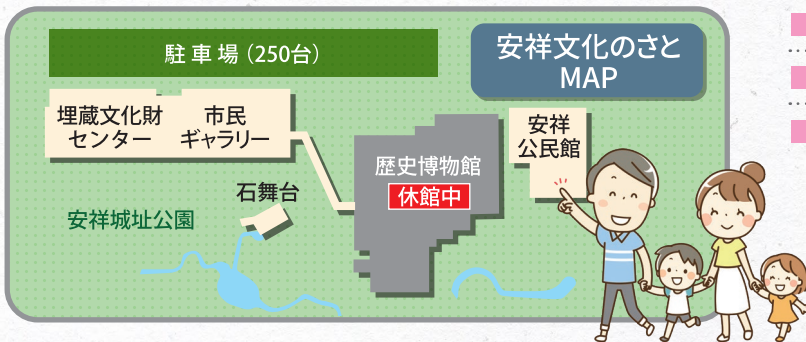 駐車場（250台）
安祥文化のさと
MAP
埋蔵文化財
センター
市民
ギャラリー
安祥
公民館
歴史博物館
休館中
石舞台
安祥城址公園